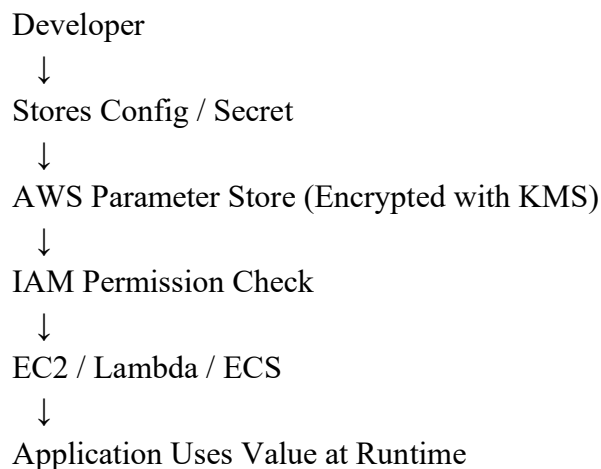 Developer
↓
Stores Config / Secret
↓
AWS Parameter Store (Encrypted with KMS)
↓
IAM Permission Check
↓
EC2 / Lambda / ECS
↓
Application Uses Value at Runtime